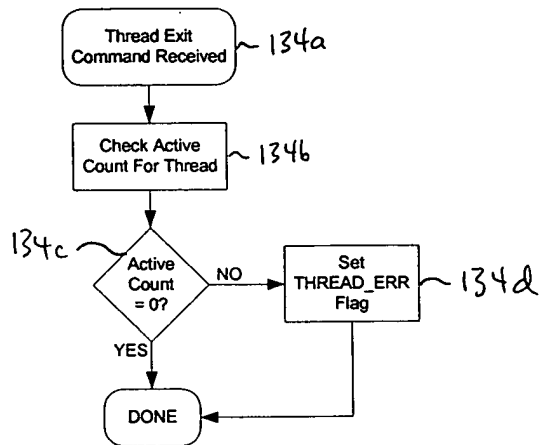 Thread Exit
Command Received
134a
Check Active
Count For Thread
134b
134c
Active
Count
= 0?
NO
Set
THREAD_ERR
Flag
134d
YES
DONE